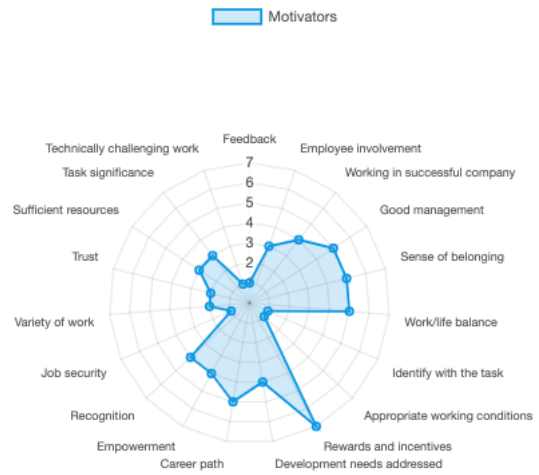 Motivators
Feedback
Technically challenging work
Employee involvement
Task significance
Working in successful company
Sufficient resources
Good management
Trust
Sense of belonging
Variety of work
Work/life balance
Job security
Identify with the task
Recognition
Appropriate working conditions
Empowerment
Rewards and incentives
Career path
Development needs addressed
7
6
5
4
3
2